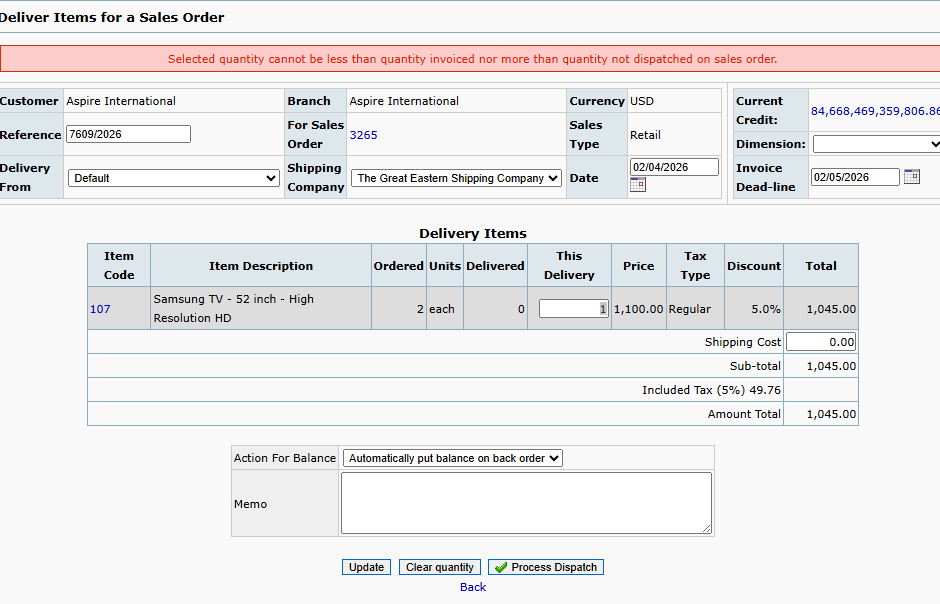 Deliver Items for a Sales Order
Selected quantity cannot be less than quantity invoiced nor more than quantity not dispatched on sales order.
Customer Aspire International Branch Aspire International Currency USD
Reference 7609/2026 For Sales Order 3265 Sales Type Retail
Delivery From Default Shipping Company The Great Eastern Shipping Company Date 02/04/2026
Current Credit: 84,668,469,359,806.86
Dimension:
Invoice Dead-line 02/05/2026
Delivery Items
Item Code Item Description Ordered Units Delivered This Delivery Price Tax Type Discount Total
107 Samsung TV - 52 inch - High Resolution HD 2 each 0 1 1,100.00 Regular 5.0% 1,045.00
Shipping Cost 0.00
Sub-total 1,045.00
Included Tax (5%) 49.76
Amount Total 1,045.00
Action For Balance Automatically put balance on back order
Memo
Update Clear quantity Process Dispatch
Back